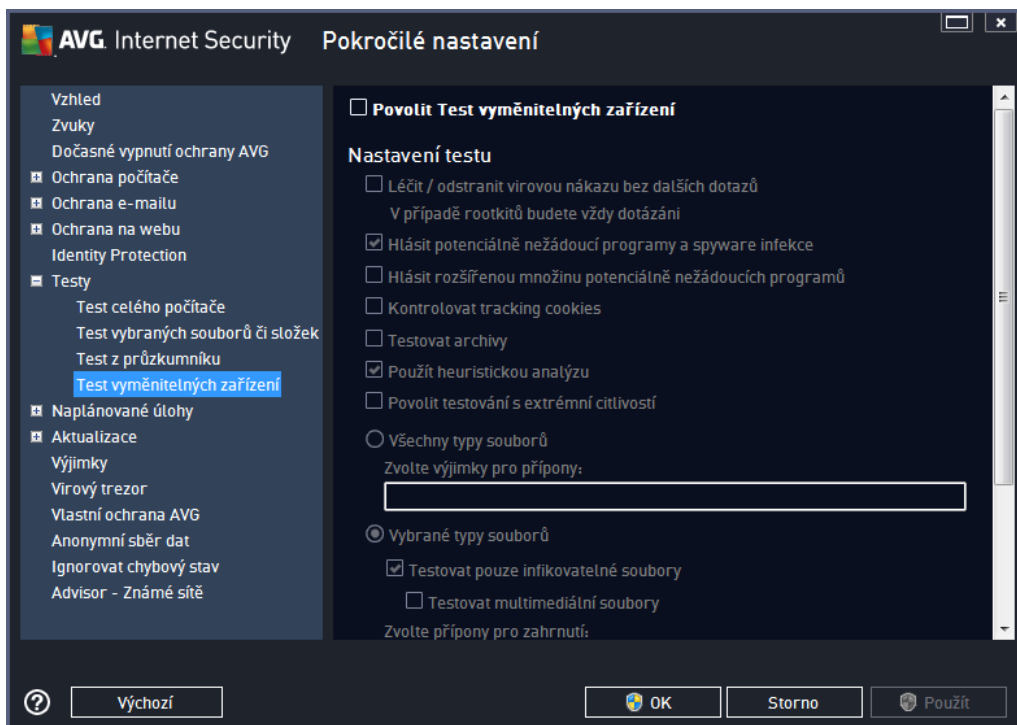 AVG. Internet Security Pokročilé nastavení
Vzhled
Zvuky
Dočasné vypnutí ochrany AVG
Ochrana počítače
Ochrana e-mailu
Ochrana na webu
Identity Protection
Testy
Test celého počítače
Test vybraných souborů či složek
Test z průzkumníku
Test vyměnitelných zařízení
Naplánované úlohy
Aktualizace
Výjimky
Virový trezor
Vlastní ochrana AVG
Anonymní sběr dat
Ignorovat chybový stav
Advisor - Známé sítě
Povolit Test vyměnitelných zařízení
Nastavení testu
Léčit / odstranit virovou nákazu bez dalších dotazů
V případě rootkitů budete vždy dotázáni
Hlásit potenciálně nežádoucí programy a spyware infekce
Hlásit rozšířenou množinu potenciálně nežádoucích programů
Kontrolovat tracking cookies
Testovat archivy
Použít heuristickou analýzu
Povolit testování s extrémní citlivostí
Všechny typy souborů
Zvolte výjimky pro přípony:
Vybrané typy souborů
Testovat pouze infikovatelné soubory
Testovat multimediální soubory
Zvolte přípony pro zahrnutí:
Výchozí
OK
Storno
Použít